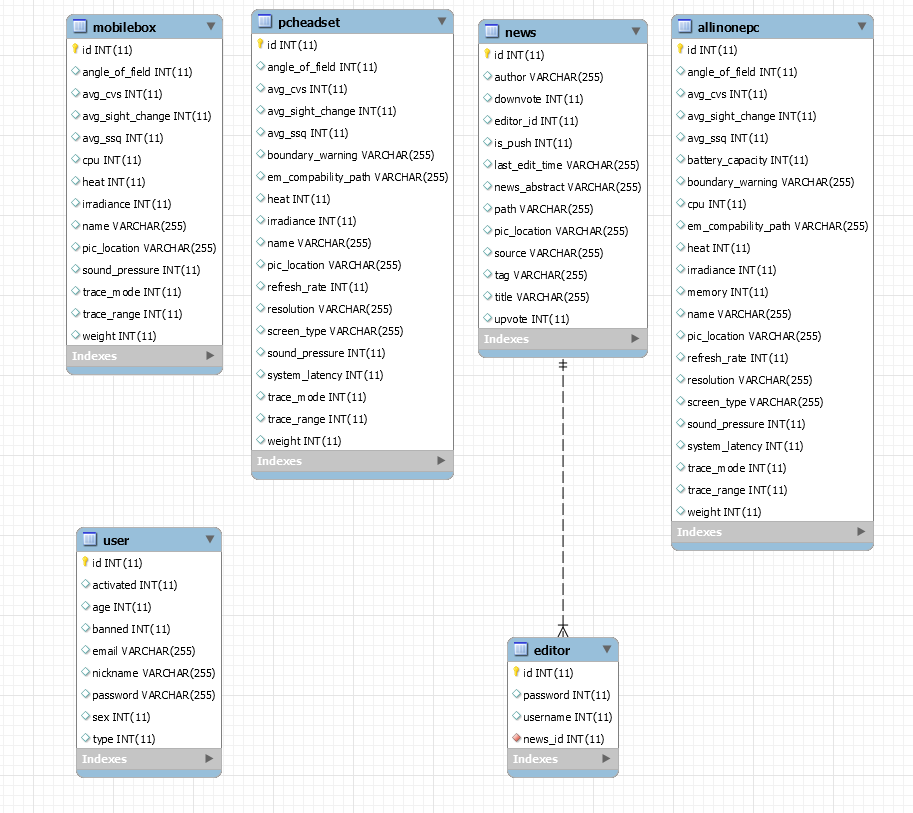 mobilebox
id INT(11)
angle_of_field INT(11)
avg_cvs INT(11)
avg_sight_change INT(11)
avg_ssq INT(11)
cpu INT(11)
heat INT(11)
irradiance INT(11)
name VARCHAR(255)
pic_location VARCHAR(255)
sound_pressure INT(11)
trace_mode INT(11)
trace_range INT(11)
weight INT(11)
Indexes
pcheadset
id INT(11)
angle_of_field INT(11)
avg_cvs INT(11)
avg_sight_change INT(11)
avg_ssq INT(11)
boundary_warning VARCHAR(255)
em_compability_path VARCHAR(255)
heat INT(11)
irradiance INT(11)
name VARCHAR(255)
pic_location VARCHAR(255)
refresh_rate INT(11)
resolution VARCHAR(255)
screen_type VARCHAR(255)
sound_pressure INT(11)
system_latency INT(11)
trace_mode INT(11)
trace_range INT(11)
weight INT(11)
Indexes
news
id INT(11)
author VARCHAR(255)
downvote INT(11)
editor_id INT(11)
is_push INT(11)
last_edit_time VARCHAR(255)
news_abstract VARCHAR(255)
path VARCHAR(255)
pic_location VARCHAR(255)
source VARCHAR(255)
tag VARCHAR(255)
title VARCHAR(255)
upvote INT(11)
Indexes
allinonepc
id INT(11)
angle_of_field INT(11)
avg_cvs INT(11)
avg_sight_change INT(11)
avg_ssq INT(11)
battery_capacity INT(11)
boundary_warning VARCHAR(255)
cpu INT(11)
em_compability_path VARCHAR(255)
heat INT(11)
irradiance INT(11)
memory INT(11)
name VARCHAR(255)
pic_location VARCHAR(255)
refresh_rate INT(11)
resolution VARCHAR(255)
screen_type VARCHAR(255)
sound_pressure INT(11)
system_latency INT(11)
trace_mode INT(11)
trace_range INT(11)
weight INT(11)
Indexes
user
id INT(11)
activated INT(11)
age INT(11)
banned INT(11)
email VARCHAR(255)
nickname VARCHAR(255)
password VARCHAR(255)
sex INT(11)
type INT(11)
Indexes
editor
id INT(11)
password INT(11)
username INT(11)
news_id INT(11)
Indexes